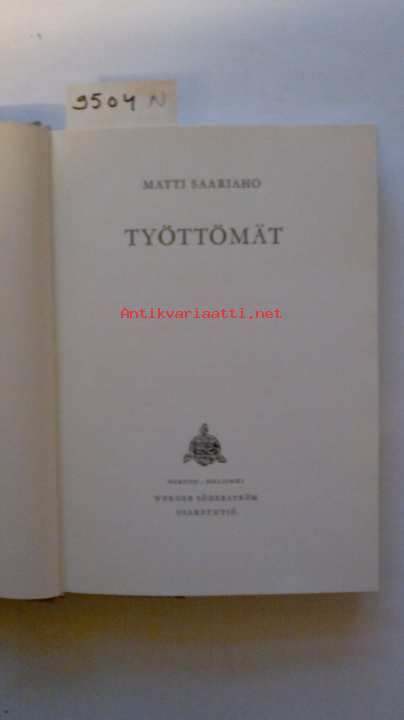 9504 N
MATTI SAARIAHO
TYÖTTÖMÄT
Antikvariaatti.net
PORVOO - HELSINKI
WERNER SÖDERSTRÖM
OSAKEYHTIÖ